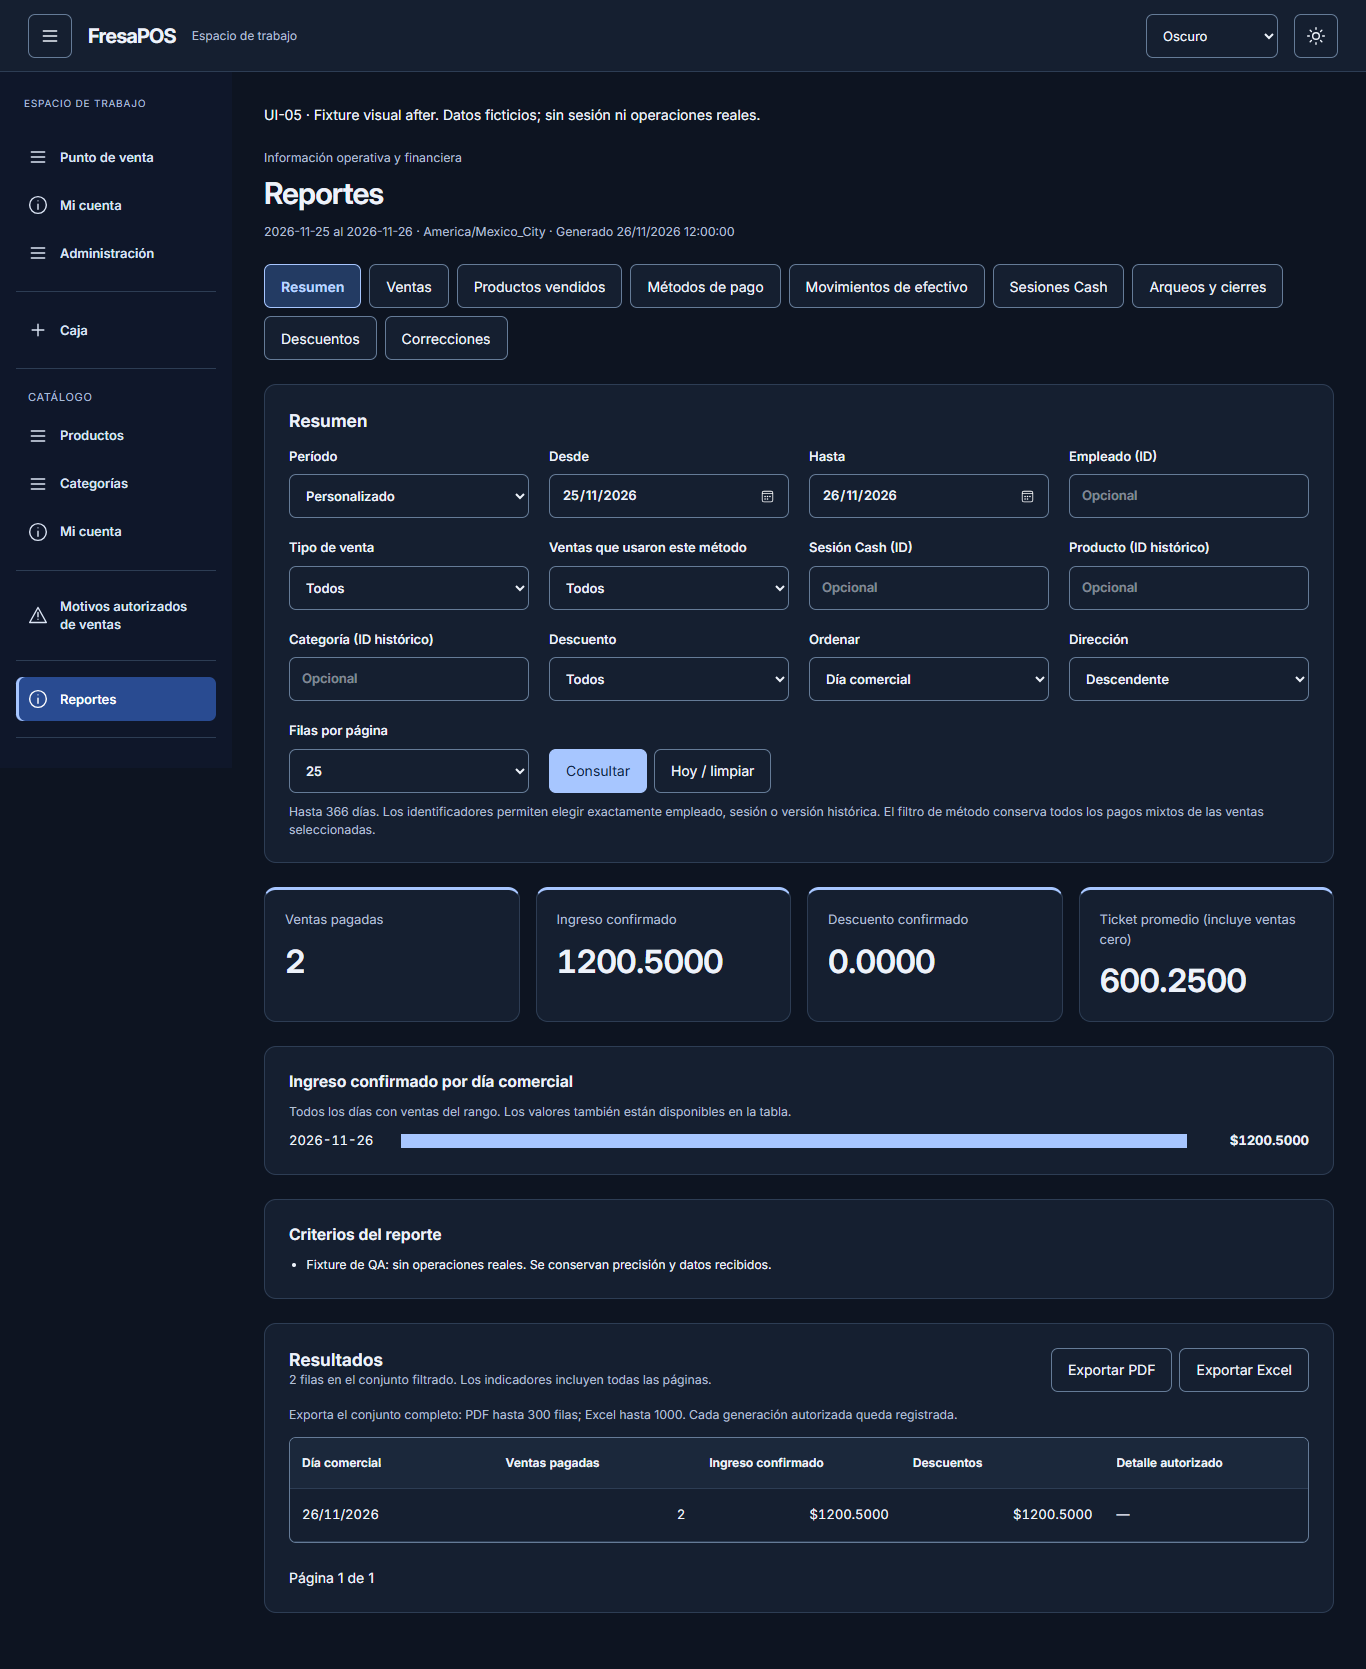 FresaPOS
Espacio de trabajo
Oscuro
ESPACIO DE TRABAJO
Punto de venta
Mi cuenta
Administración
Caja
CATÁLOGO
Productos
Categorías
Mi cuenta
Motivos autorizados
de ventas
Reportes
UI-05 · Fixture visual after. Datos ficticios; sin sesión ni operaciones reales.
Información operativa y financiera
Reportes
2026-11-25 al 2026-11-26 · America/Mexico_City · Generado 26/11/2026 12:00:00
Resumen
Ventas
Productos vendidos
Métodos de pago
Movimientos de efectivo
Sesiones Cash
Arqueos y cierres
Descuentos
Correcciones
Resumen
Período
Desde
Hasta
Empleado (ID)
Personalizado
25/11/2026
26/11/2026
Opcional
Tipo de venta
Ventas que usaron este método
Sesión Cash (ID)
Producto (ID histórico)
Todos
Todos
Opcional
Opcional
Categoría (ID histórico)
Descuento
Ordenar
Dirección
Opcional
Todos
Día comercial
Descendente
Filas por página
25
Consultar
Hoy / limpiar
Hasta 366 días. Los identificadores permiten elegir exactamente empleado, sesión o versión histórica. El filtro de método conserva todos los pagos mixtos de las ventas
seleccionadas.
Ventas pagadas
2
Ingreso confirmado
1200.5000
Descuento confirmado
0.0000
Ticket promedio (incluye ventas
cero)
600.2500
Ingreso confirmado por día comercial
Todos los días con ventas del rango. Los valores también están disponibles en la tabla.
2026-11-26
$1200.5000
Criterios del reporte
• Fixture de QA: sin operaciones reales. Se conservan precisión y datos recibidos.
Resultados
2 filas en el conjunto filtrado. Los indicadores incluyen todas las páginas.
Exportar PDF
Exportar Excel
Exporta el conjunto completo: PDF hasta 300 filas; Excel hasta 1000. Cada generación autorizada queda registrada.
Día comercial
Ventas pagadas
Ingreso confirmado
Descuentos
Detalle autorizado
26/11/2026
2
$1200.5000
$1200.5000
—
Página 1 de 1